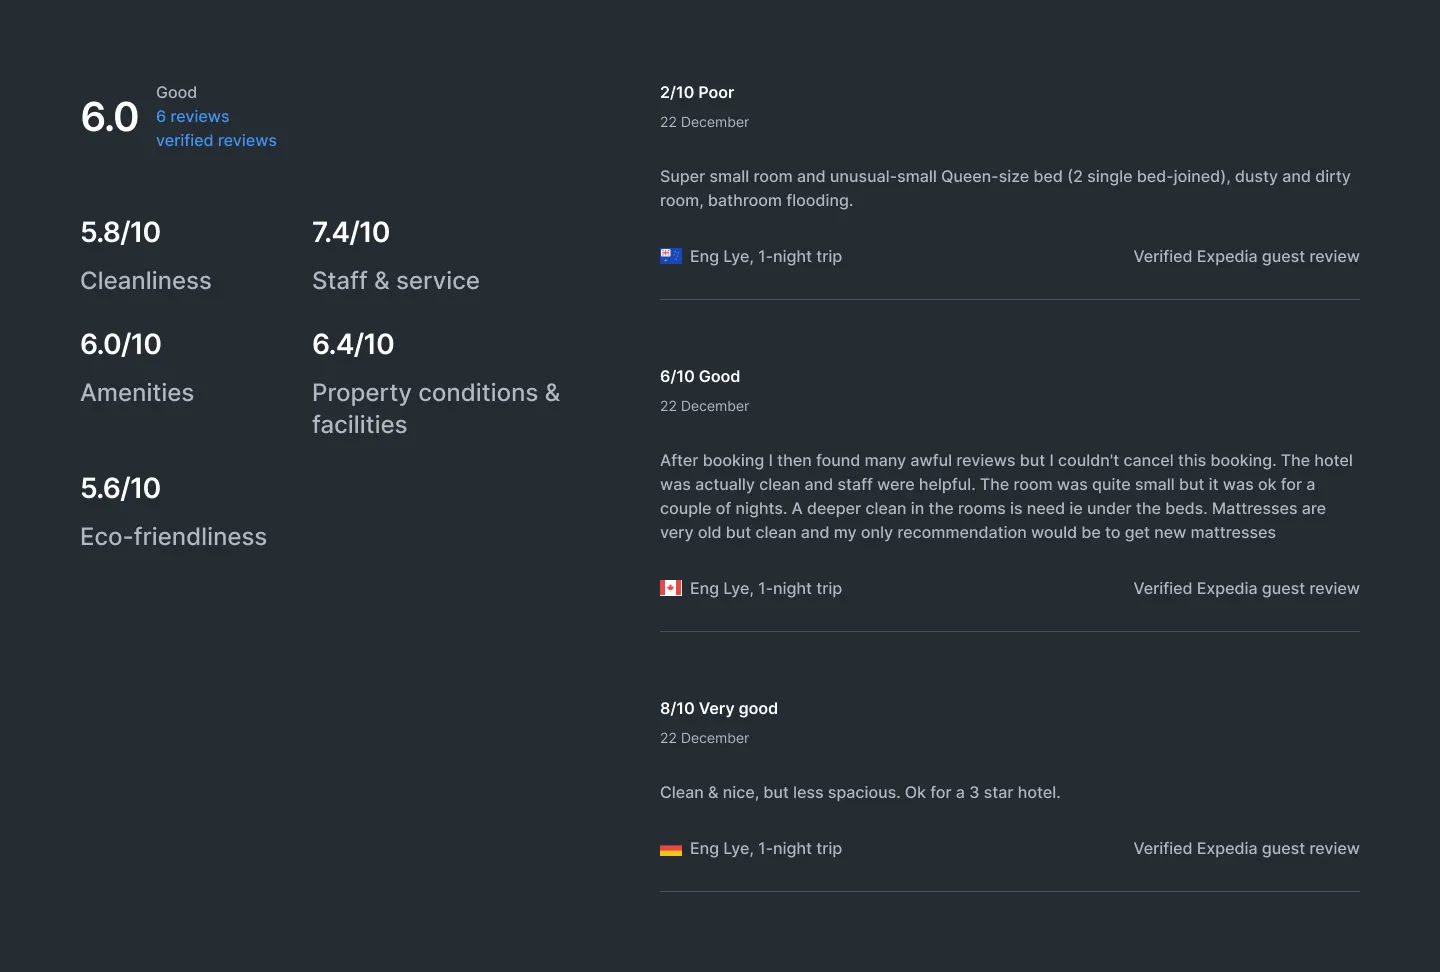 6.0
Good
6 reviews
verified reviews
5.8/10
Cleanliness
7.4/10
Staff & service
6.0/10
Amenities
6.4/10
Property conditions &
facilities
5.6/10
Eco-friendliness
2/10 Poor
22 December
Super small room and unusual-small Queen-size bed (2 single bed-joined), dusty and dirty
room, bathroom flooding.
Eng Lye, 1-night trip
Verified Expedia guest review
6/10 Good
22 December
After booking I then found many awful reviews but I couldn't cancel this booking. The hotel
was actually clean and staff were helpful. The room was quite small but it was ok for a
couple of nights. A deeper clean in the rooms is need ie under the beds. Mattresses are
very old but clean and my only recommendation would be to get new mattresses
Eng Lye, 1-night trip
Verified Expedia guest review
8/10 Very good
22 December
Clean & nice, but less spacious. Ok for a 3 star hotel.
Eng Lye, 1-night trip
Verified Expedia guest review